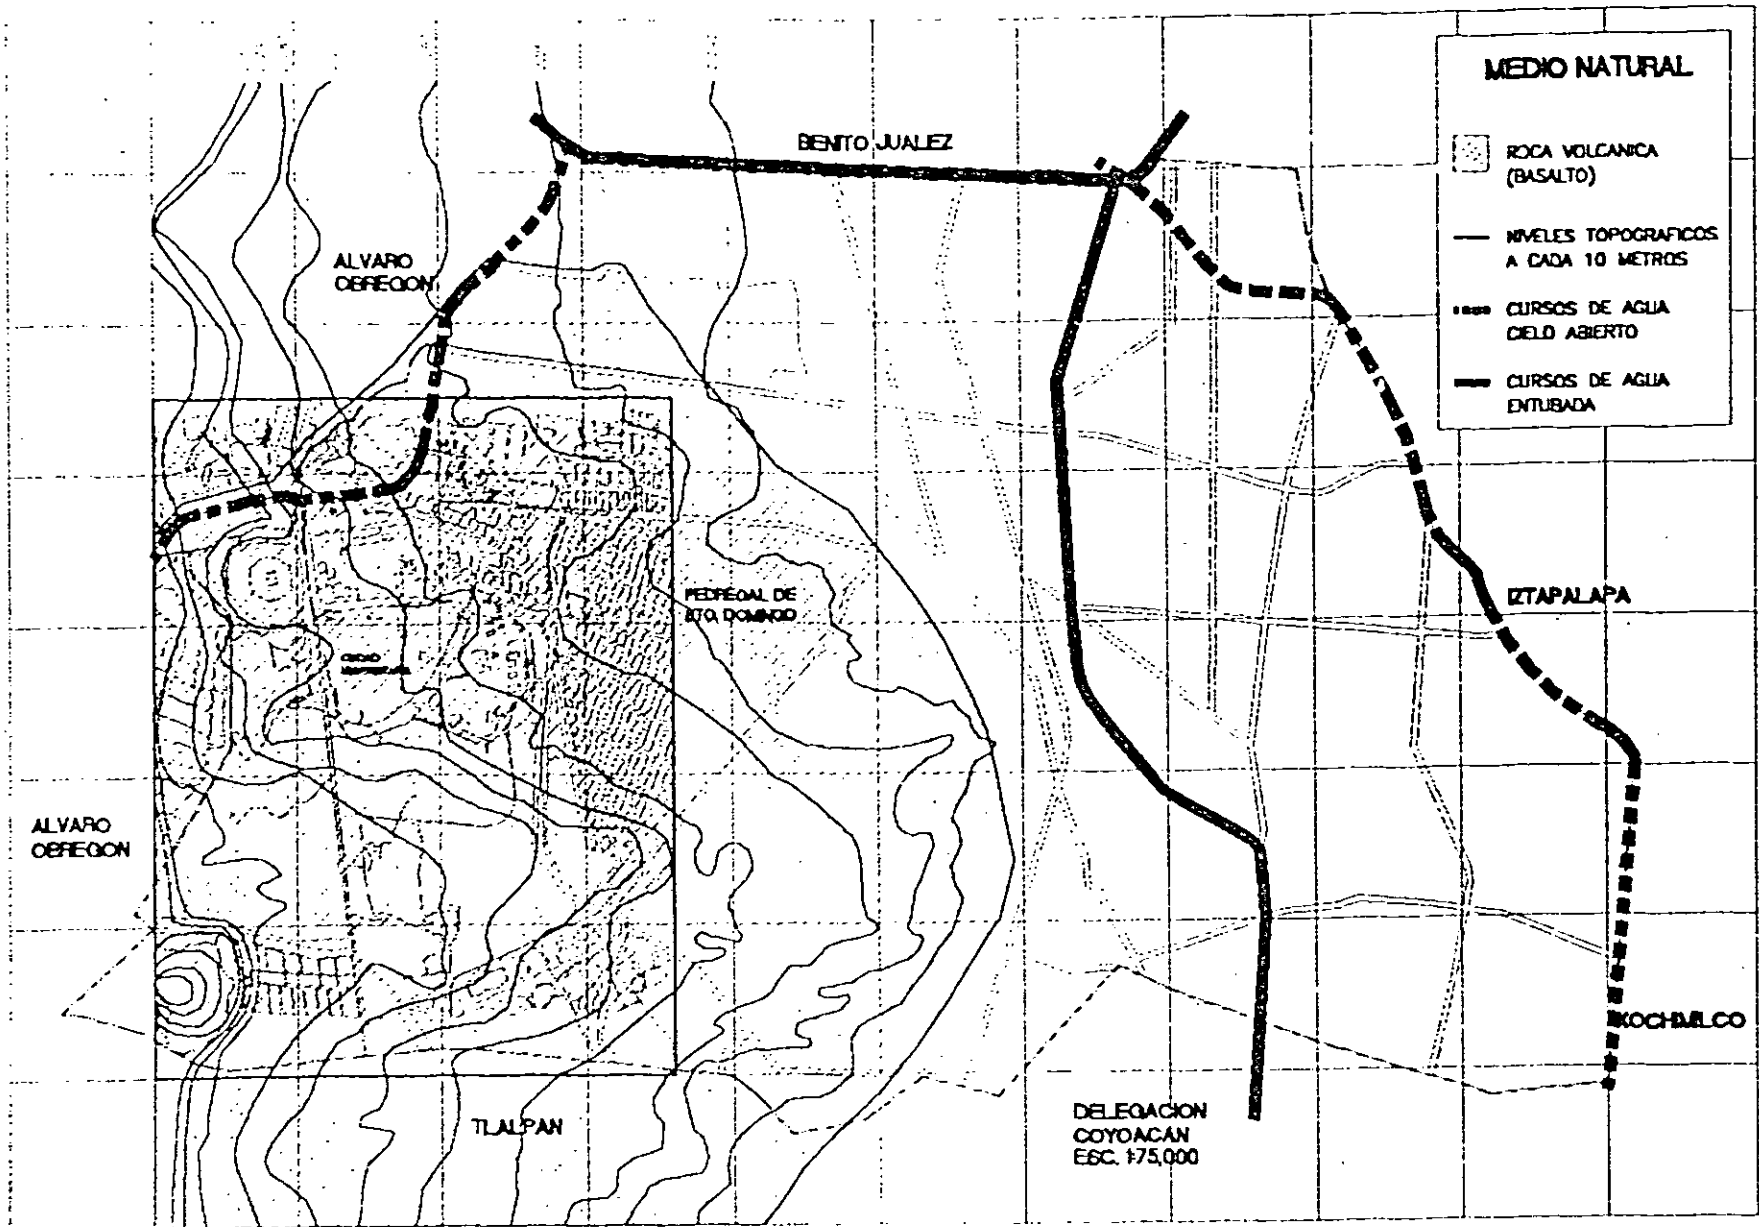 MEDIO NATURAL
ROCA VOLCANICA
(BASALTO)
NIVELES TOPOGRAFICOS
A CADA 10 METROS
CURSOS DE AGUA
CIELO ABIERTO
CURSOS DE AGUA
ENTUBADA
BENITO JUALEZ
ALVARO
OBREGON
PEDREGAL DE
STO. DOMINGO
CIUDAD
IZTAPALAPA
ALVARO
OBREGON
XOCHIMILCO
TLALPAN
DELEGACION
COYOACAN
ESC. 1:75,000